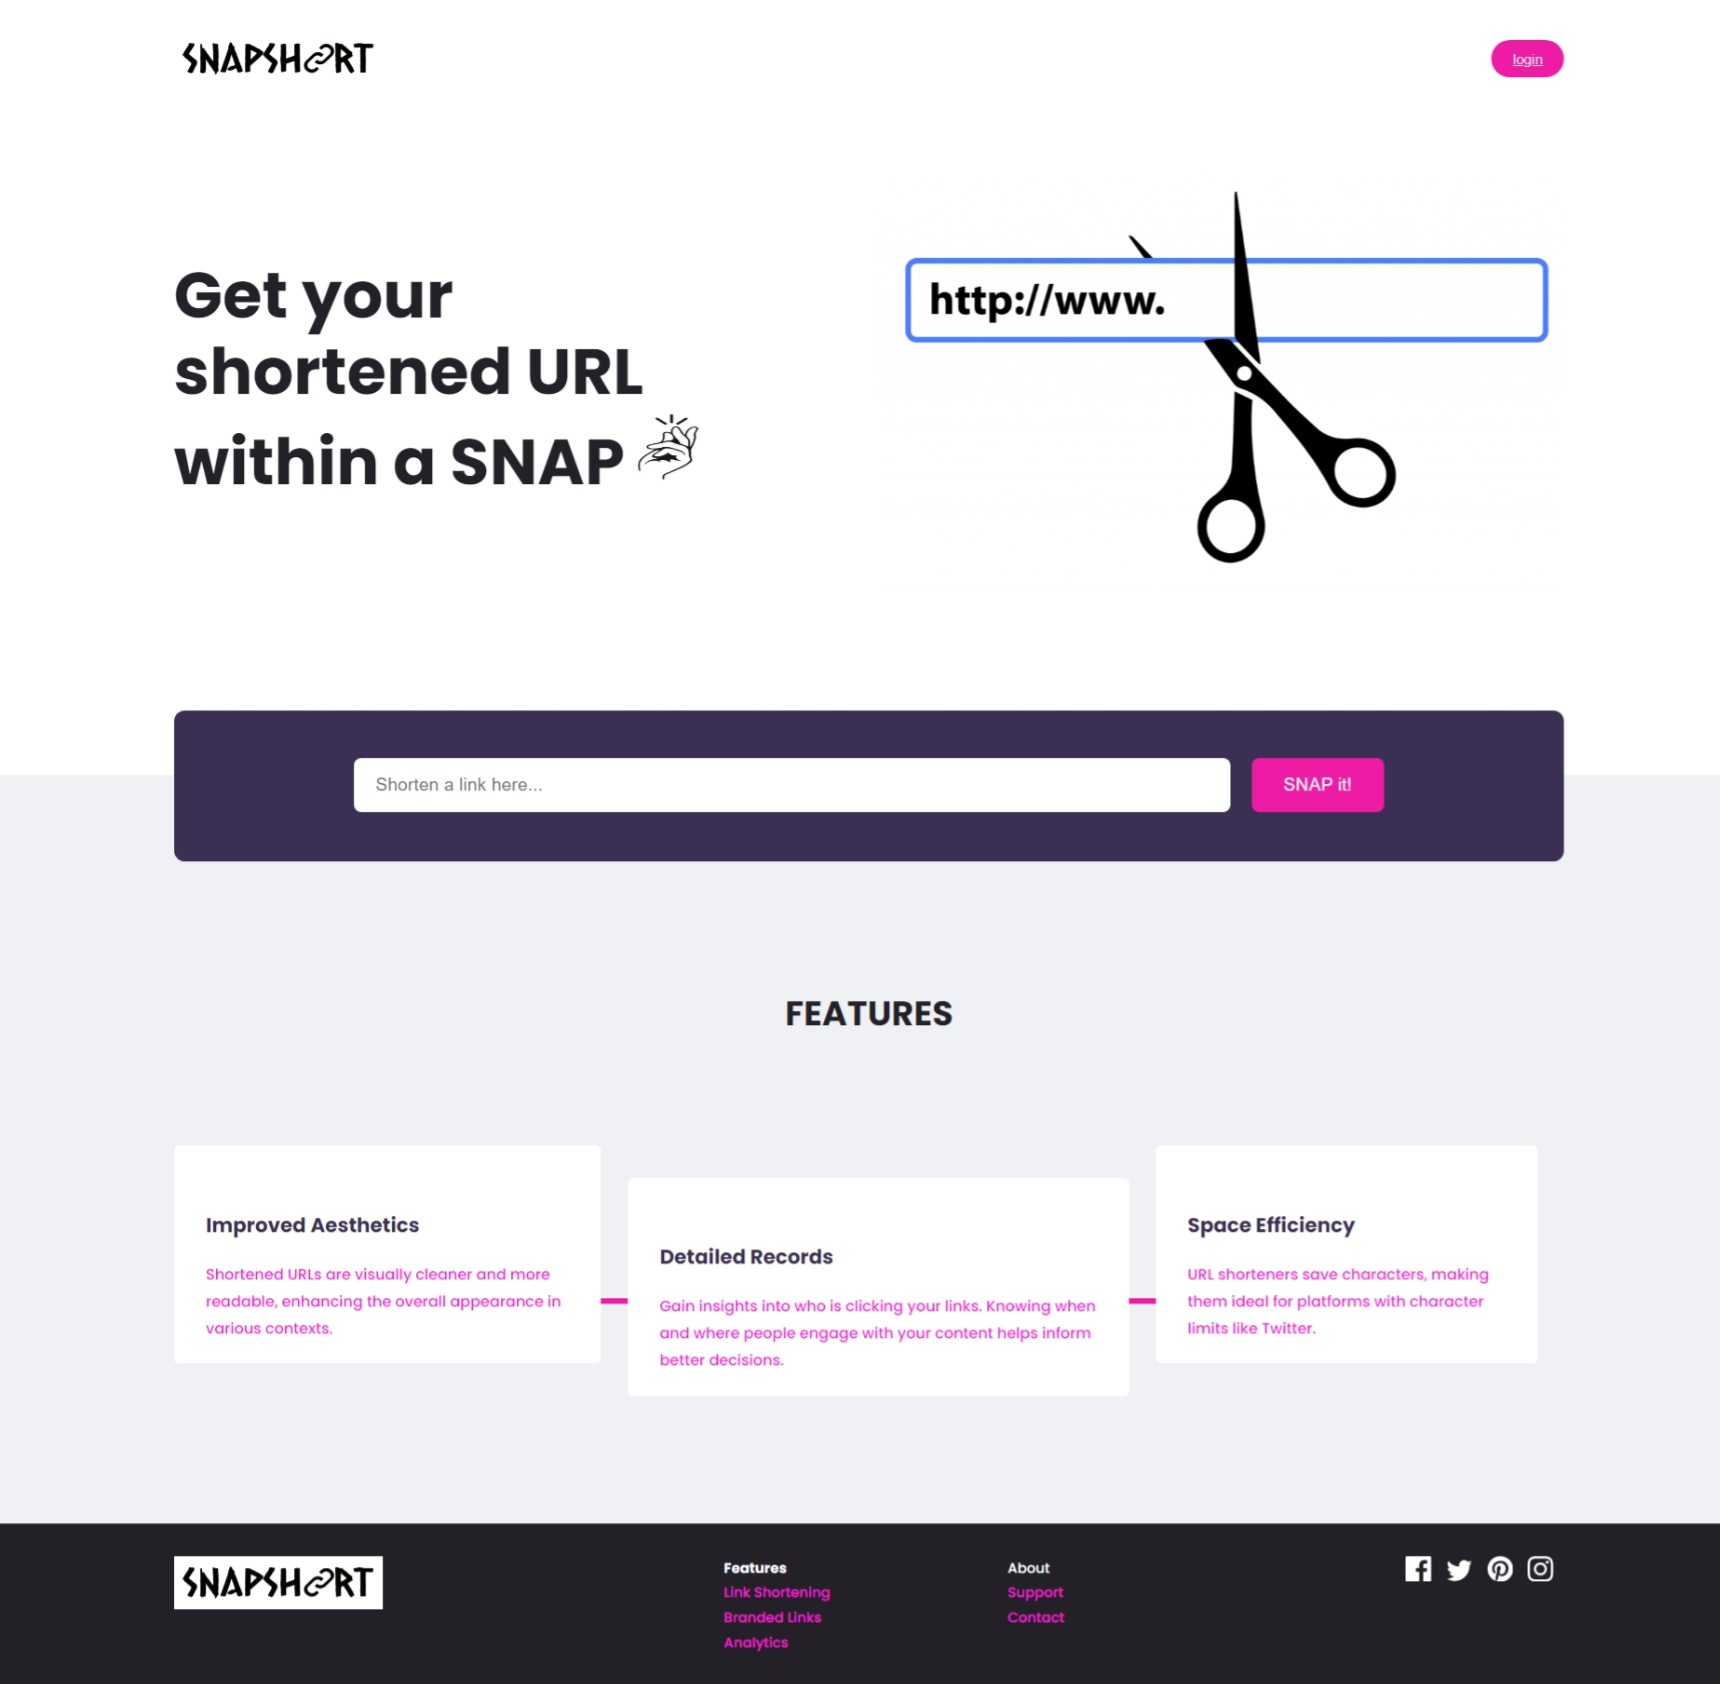 SNAPSHORT
login
Get your
shortened URL
within a SNAP
http://www.
Shorten a link here...
SNAP it!
FEATURES
Improved Aesthetics
Shortened URLs are visually cleaner and more
readable, enhancing the overall appearance in
various contexts.
Detailed Records
Gain insights into who is clicking your links. Knowing when
and where people engage with your content helps inform
better decisions.
Space Efficiency
URL shorteners save characters, making
them ideal for platforms with character
limits like Twitter.
SNAPSHORT
Features
Link Shortening
Branded Links
Analytics
About
Support
Contact